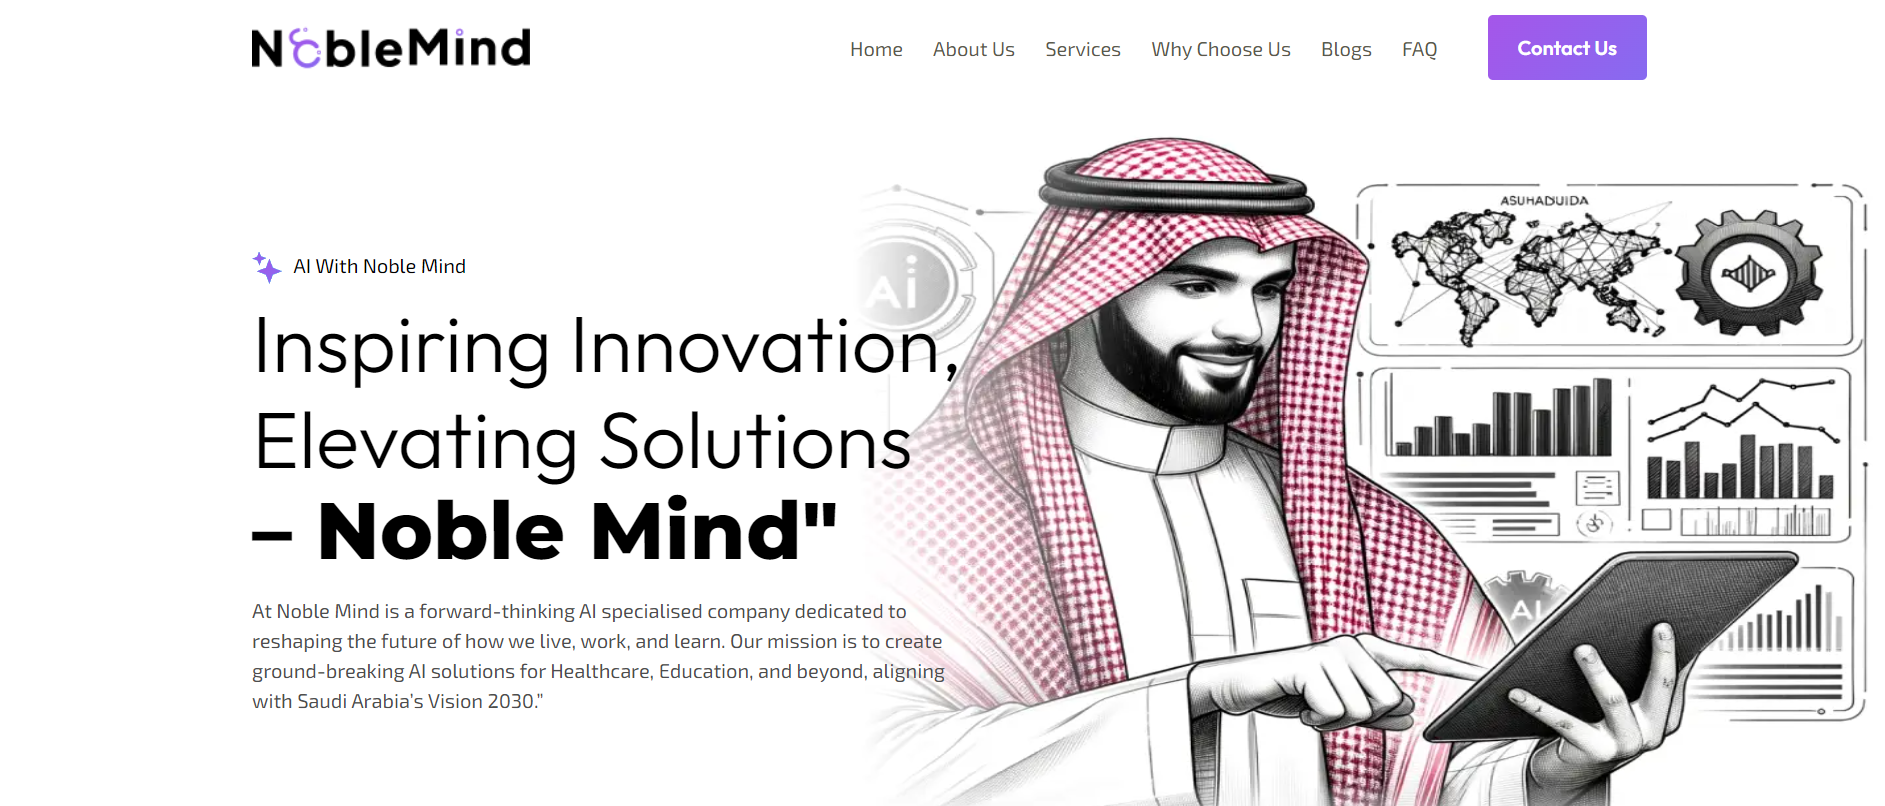 NobleMind
Home About Us Services Why Choose Us Blogs FAQ Contact Us
ASUHADUIDA
AI With Noble Mind
Ai
Inspiring Innovation,
Elevating Solutions
– Noble Mind"
AI
At Noble Mind is a forward-thinking AI specialised company dedicated to
reshaping the future of how we live, work, and learn. Our mission is to create
ground-breaking AI solutions for Healthcare, Education, and beyond, aligning
with Saudi Arabia’s Vision 2030.”